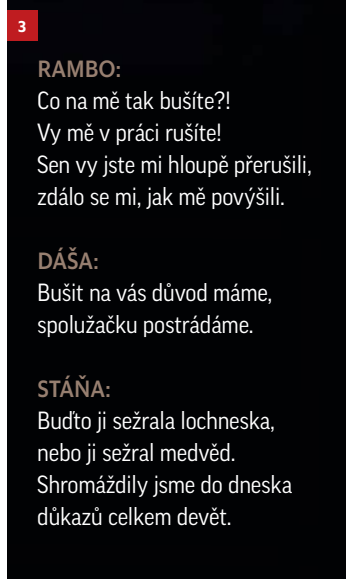 3
RAMBO:
Co na mě tak bušíte?!
Vy mě v práci rušíte!
Sen vy jste mi hloupě přerušili,
zdálo se mi, jak mě povýšili.
DÁŠA:
Bušit na vás důvod máme,
spolužačku postrádáme.
STÁŇA:
Buďto ji sežrala lochneska,
nebo ji sežral medvěd.
Shromáždily jsme do dneska
důkazů celkem devět.